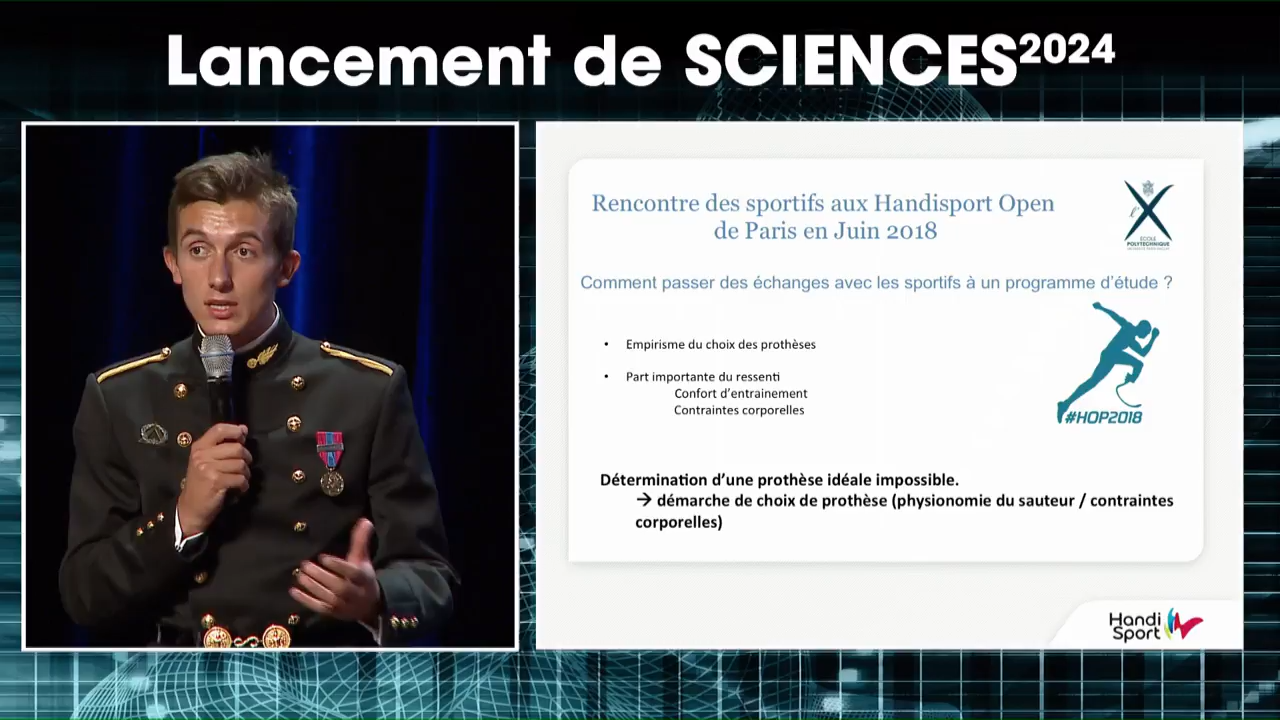 Lancement de SCIENCES²⁰²⁴
Rencontre des sportifs aux Handisport Open
de Paris en Juin 2018
ÉCOLE
POLYTECHNIQUE
Comment passer des échanges avec les sportifs à un programme d'étude ?
• Empirisme du choix des prothèses
• Part importante du ressenti
Confort d'entrainement
Contraintes corporelles
#HOP2018
Détermination d'une prothèse idéale impossible.
→ démarche de choix de prothèse (physionomie du sauteur / contraintes
corporelles)
Handi
Sport